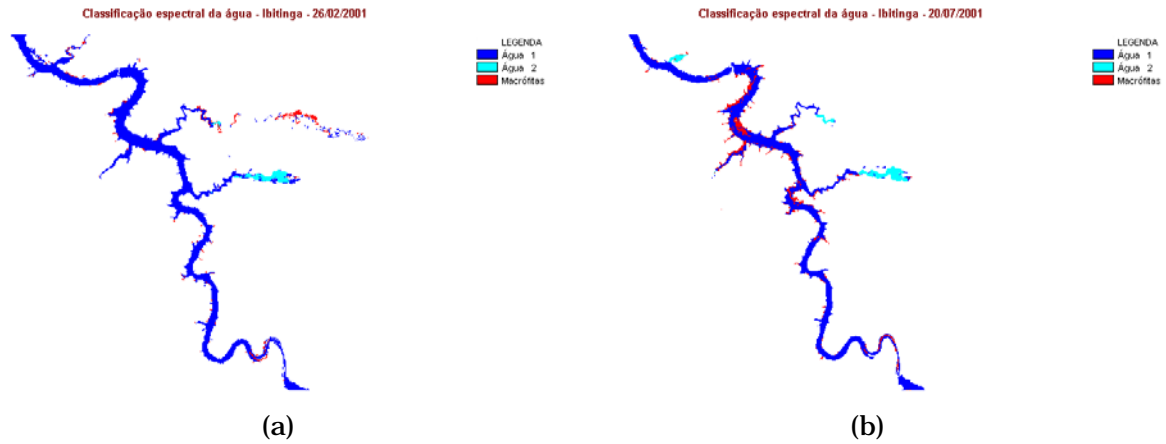 Classificação espectral da água - Ibitinga - 26/02/2001
LEGENDA
Água 1
Água 2
Macrófitas
(a)
Classificação espectral da água - Ibitinga - 20/07/2001
LEGENDA
Água 1
Água 2
Macrófitas
(b)